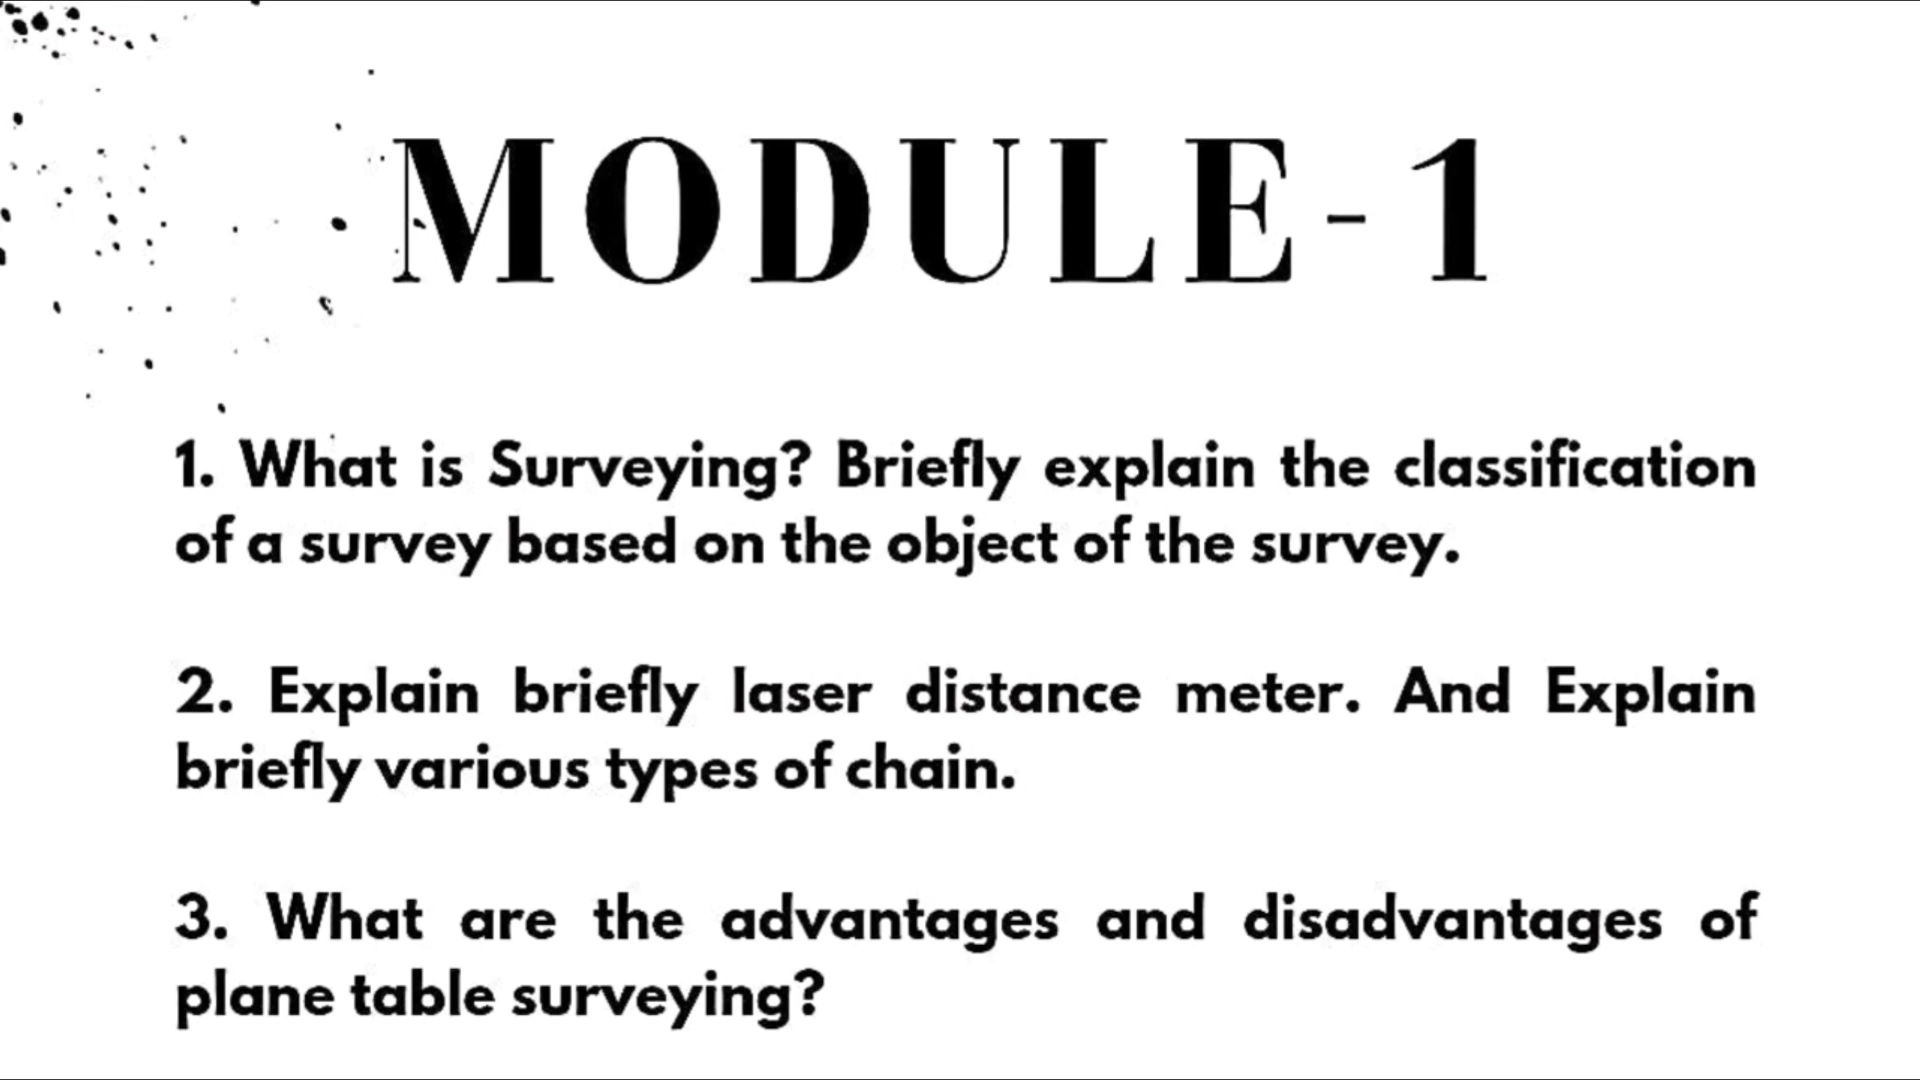 MODULE-1
1. What is Surveying? Briefly explain the classification
of a survey based on the object of the survey.
2. Explain briefly laser distance meter. And Explain
briefly various types of chain.
3. What are the advantages and disadvantages of
plane table surveying?